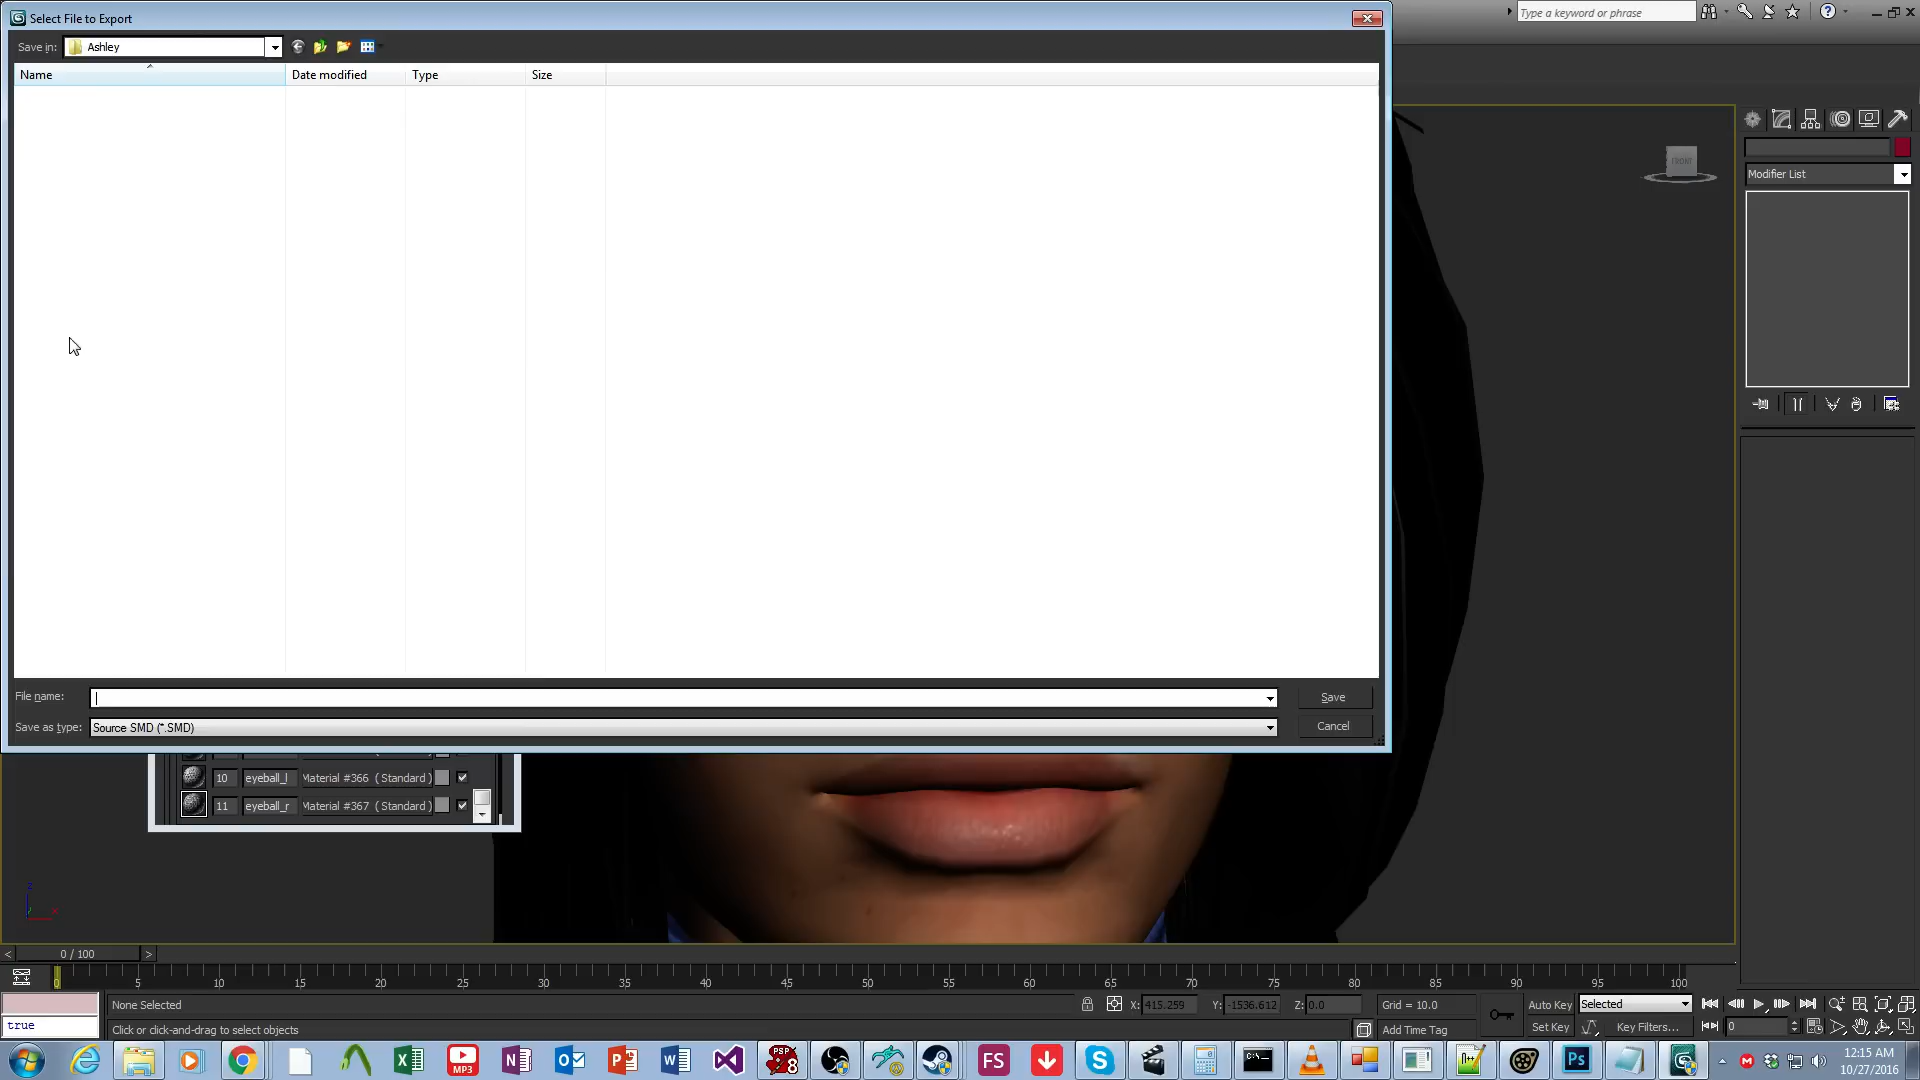 Select File to Export
Type a keyword or phrase
Save in:
Ashley
Name
Date modified
Type
Size
FRONT
Modifier List
File name:
Save
Save as type:
Source SMD (*.SMD)
Cancel
10 eyeball_l Material #366 ( Standard )
11 eyeball_r Material #367 ( Standard )
z
x
< 0 / 100 >
0 5 10 15 20 25 30 35 40 45 50 55 60 65 70 75 80 85 90 95 100
None Selected
X: 415.259 Y: -1536.612 Z: 0.0
Grid = 10.0
Auto Key
Selected
true
Click or click-and-drag to select objects
Add Time Tag
Set Key
Key Filters...
0
MP3
PSP 8
FS
Ps
12:15 AM
10/27/2016